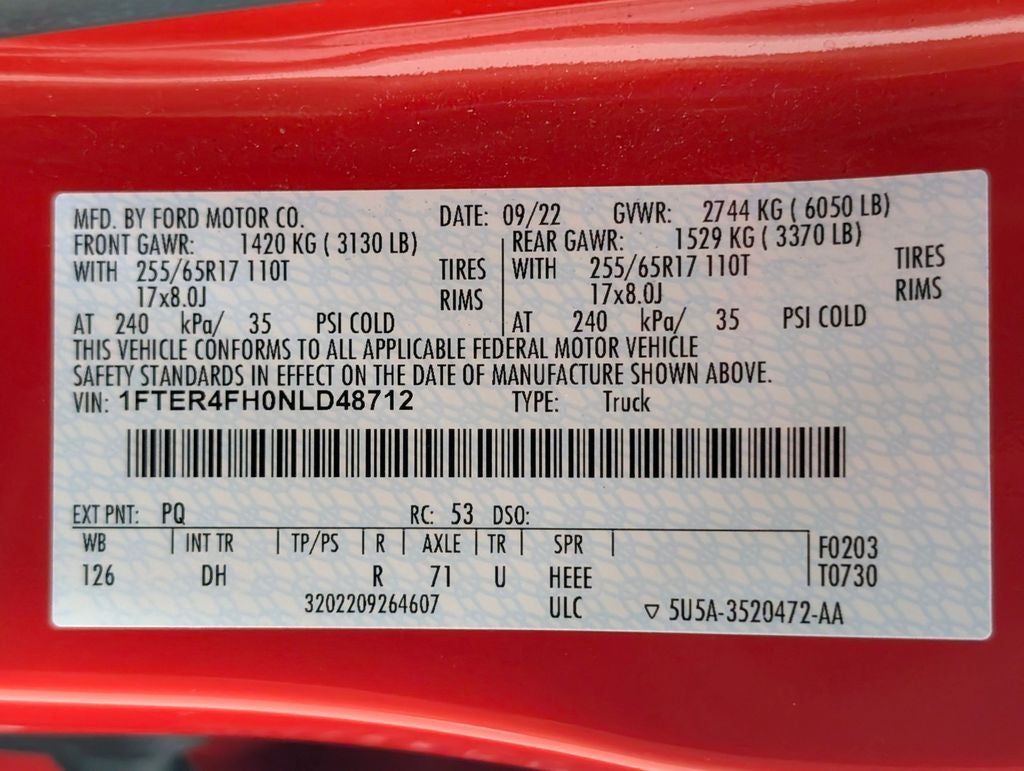 MFD. BY FORD MOTOR CO. DATE: 09/22 GVWR: 2744 KG ( 6050 LB)
FRONT GAWR: 1420 KG ( 3130 LB) REAR GAWR: 1529 KG ( 3370 LB)
WITH 255/65R17 110T TIRES WITH 255/65R17 110T TIRES
17x8.0J RIMS 17x8.0J RIMS
AT 240 kPa/ 35 PSI COLD AT 240 kPa/ 35 PSI COLD
THIS VEHICLE CONFORMS TO ALL APPLICABLE FEDERAL MOTOR VEHICLE
SAFETY STANDARDS IN EFFECT ON THE DATE OF MANUFACTURE SHOWN ABOVE.
VIN: 1FTER4FH0NLD48712 TYPE: Truck
EXT PNT: PQ RC: 53 DSO:
WB INT TR TP/PS R AXLE TR SPR F0203
126 DH R 71 U HEEE T0730
3202209264607 ULC ▽ 5U5A-3520472-AA